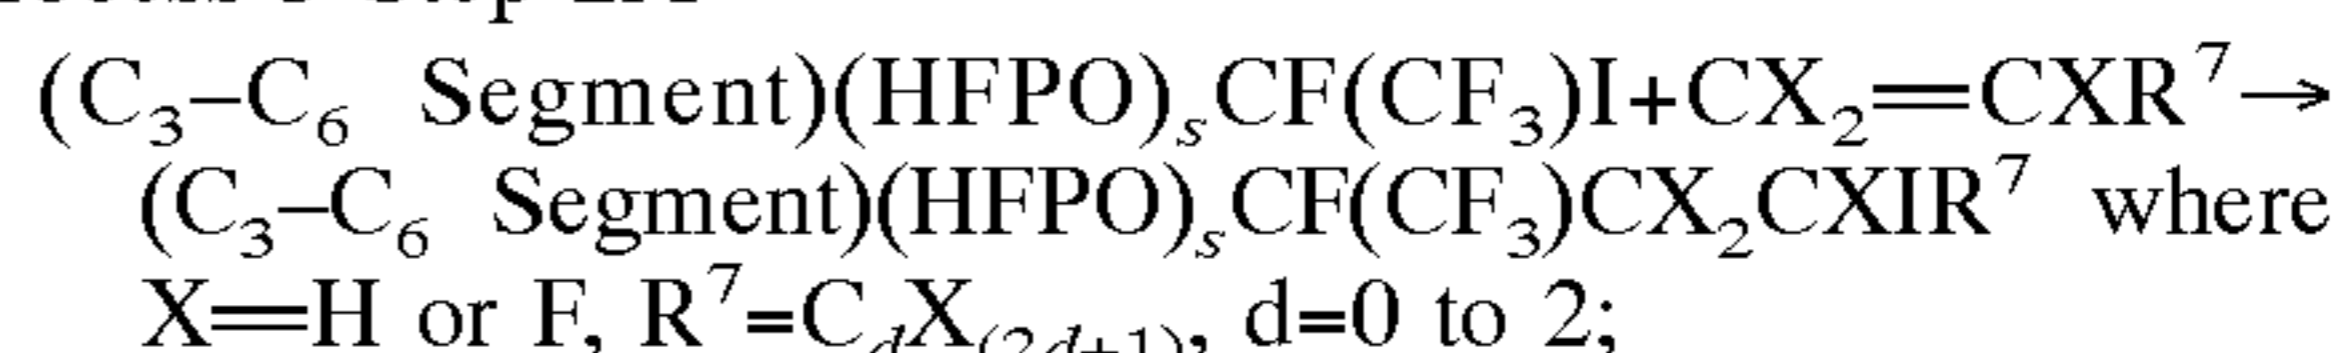 (C₃–C₆ Segment)(HFPO)ₛCF(CF₃)I+CX₂═CXR⁷→
(C₃–C₆ Segment)(HFPO)ₛCF(CF₃)CX₂CXIR⁷ where
X═H or F, R⁷=C_dX_(2d+1), d=0 to 2;